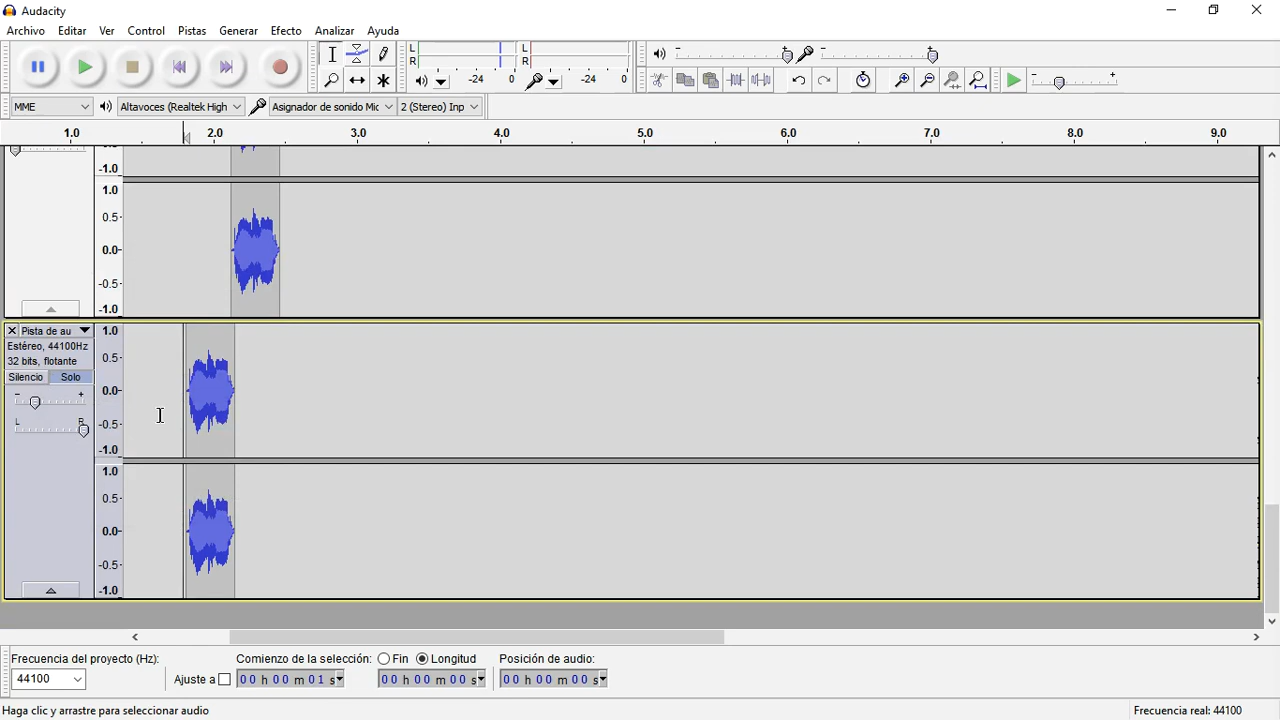 Audacity
Archivo Editar Ver Control Pistas Generar Efecto Analizar Ayuda
L
R
-24 0
L
R
-24 0
MME
Altavoces (Realtek High
Asignador de sonido Mic
2 (Stereo) Inp
1.0 2.0 3.0 4.0 5.0 6.0 7.0 8.0 9.0
-1.0
1.0
0.5
0.0
-0.5
-1.0
Pista de au
Estéreo, 44100Hz
32 bits, flotante
Silencio Solo
- +
L R
1.0
0.5
0.0
-0.5
-1.0
1.0
0.5
0.0
-0.5
-1.0
Frecuencia del proyecto (Hz):
44100
Ajuste a
Comienzo de la selección:
00 h 00 m 01 s
Fin Longitud
00 h 00 m 00 s
Posición de audio:
00 h 00 m 00 s
Haga clic y arrastre para seleccionar audio
Frecuencia real: 44100